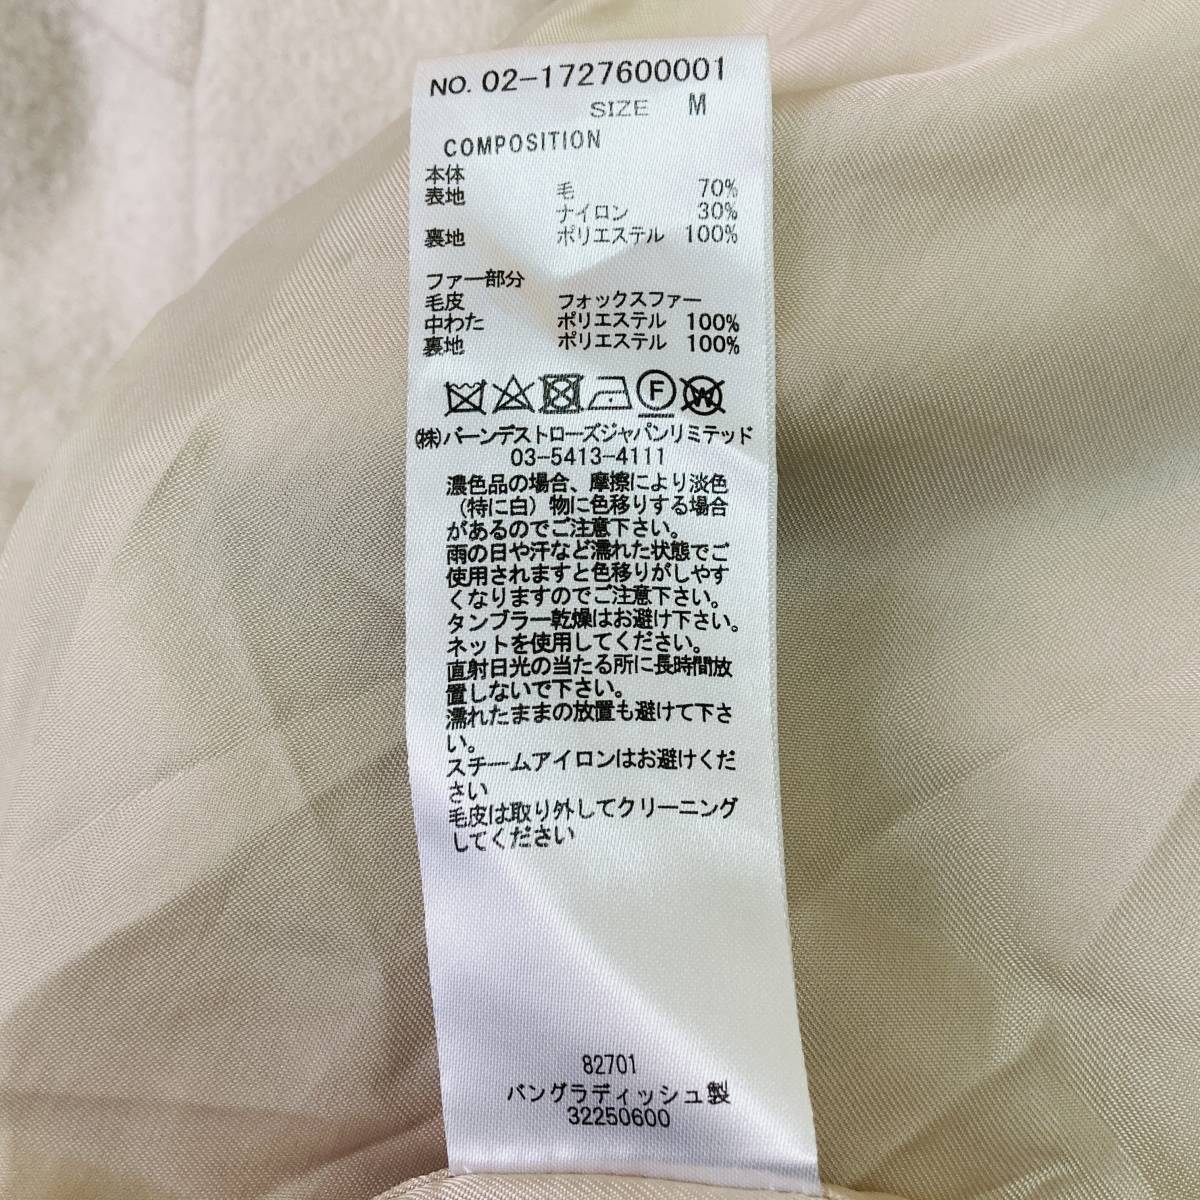 NO. 02-1727600001
SIZE M
COMPOSITION
本体
表地 毛 70%
ナイロン 30%
裏地 ポリエステル 100%
ファー部分
毛皮 フォックスファー
中わた ポリエステル 100%
裏地 ポリエステル 100%
F W
㈱バーンデストローズジャパンリミテッド
03-5413-4111
濃色品の場合、摩擦により淡色
（特に白）物に色移りする場合
があるのでご注意下さい。
雨の日や汗など濡れた状態でご
使用されますと色移りがしやす
くなりますのでご注意下さい。
タンブラー乾燥はお避け下さい。
ネットを使用してください。
直射日光の当たる所に長時間放
置しないで下さい。
濡れたままの放置も避けて下さ
い。
スチームアイロンはお避けくだ
さい
毛皮は取り外してクリーニング
してください
82701
バングラディッシュ製
32250600